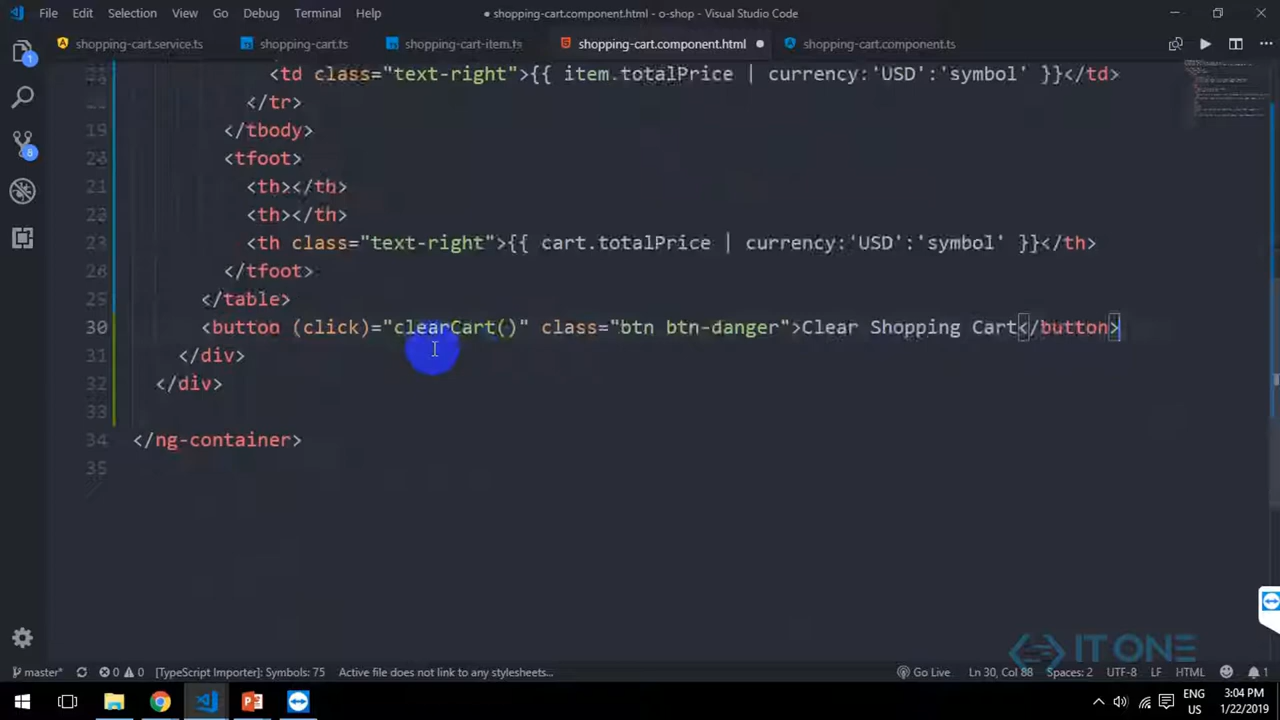 File Edit Selection View Go Debug Terminal Help
● shopping-cart.component.html - o-shop - Visual Studio Code
shopping-cart.service.ts shopping-cart.ts shopping-cart-item.ts shopping-cart.component.html ● shopping-cart.component.ts
<td class="text-right">{{ item.totalPrice | currency:'USD':'symbol' }}</td>
</tr>
19 </tbody>
<tfoot>
21 <th></th>
<th></th>
23 <th class="text-right">{{ cart.totalPrice | currency:'USD':'symbol' }}</th>
</tfoot>
25 </table>
30 <button (click)="clearCart()" class="btn btn-danger">Clear Shopping Cart</button>
31 </div>
32 </div>
33
34 </ng-container>
35
IT ONE
master* 0 0 [TypeScript Importer]: Symbols: 75 Active file does not link to any stylesheets... Go Live Ln 30, Col 88 Spaces: 2 UTF-8 LF HTML 1
ENG 3:04 PM
US 1/22/2019
1
8